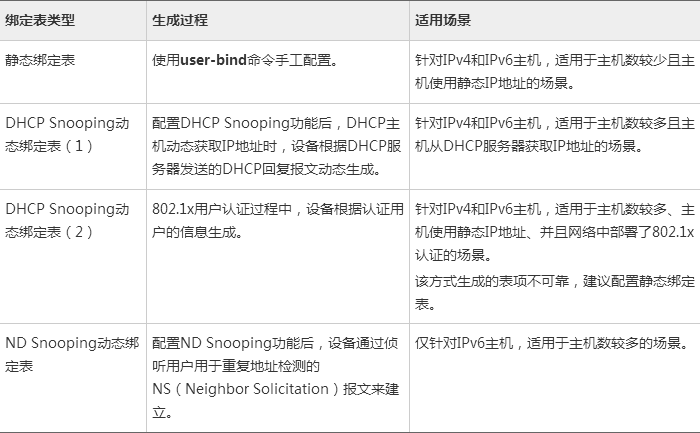 绑定表类型
生成过程
适用场景
静态绑定表
使用user-bind命令手工配置。
针对IPv4和IPv6主机，适用于主机数较少且主
机使用静态IP地址的场景。
DHCP Snooping动
态绑定表（1）
配置DHCP Snooping功能后，DHCP主
机动态获取IP地址时，设备根据DHCP服
务器发送的DHCP回复报文动态生成。
针对IPv4和IPv6主机，适用于主机数较多且主
机从DHCP服务器获取IP地址的场景。
DHCP Snooping动
态绑定表（2）
802.1x用户认证过程中，设备根据认证用
户的信息生成。
针对IPv4和IPv6主机，适用于主机数较多、主
机使用静态IP地址、并且网络中部署了802.1x
认证的场景。
该方式生成的表项不可靠，建议配置静态绑定
表。
ND Snooping动态绑
定表
配置ND Snooping功能后，设备通过侦
听用户用于重复地址检测的
NS（Neighbor Solicitation）报文来建
立。
仅针对IPv6主机，适用于主机数较多的场景。